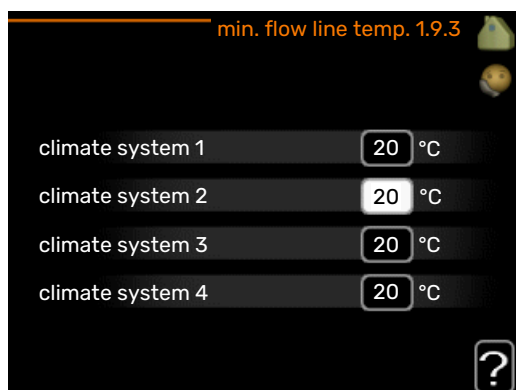 min. flow line temp. 1.9.3
climate system 1 20 °C
climate system 2 20 °C
climate system 3 20 °C
climate system 4 20 °C
?